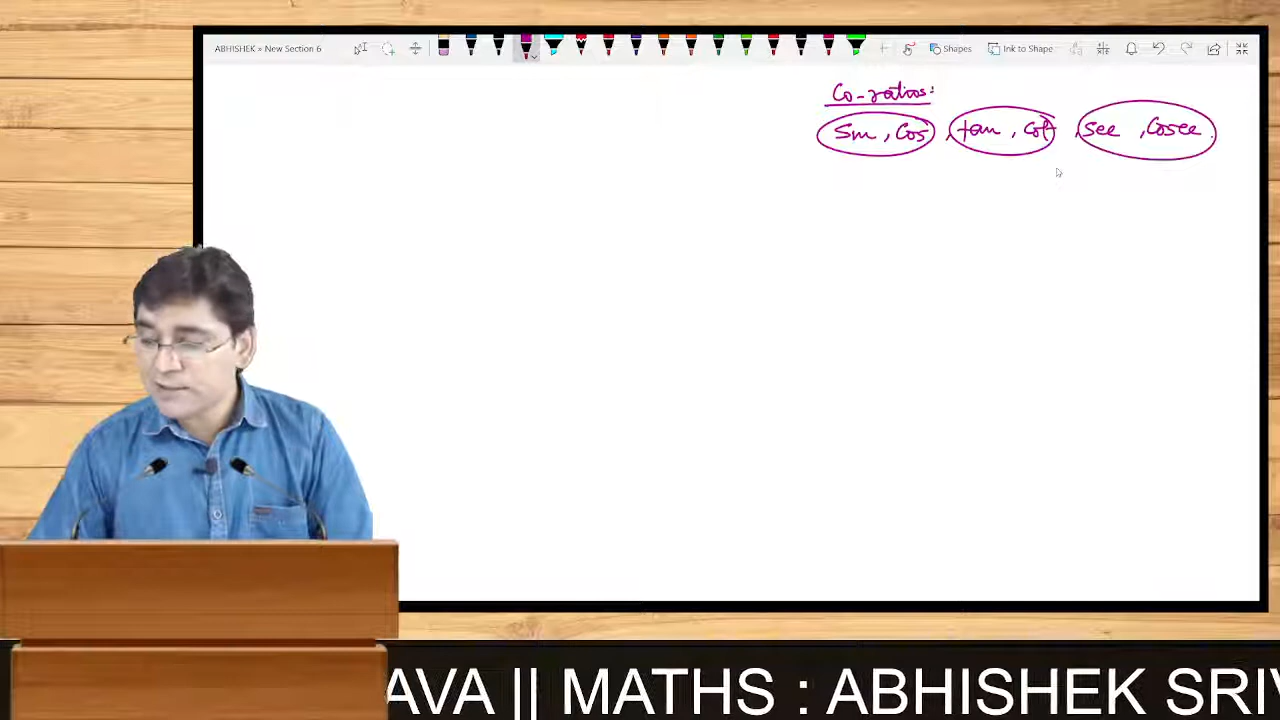 ABHISHEK » New Section 6
Shapes
Ink to Shape
Co-ratios:
Sin, Cos, tan, cot, sec, cosec.
AVA || MATHS : ABHISHEK SRIV